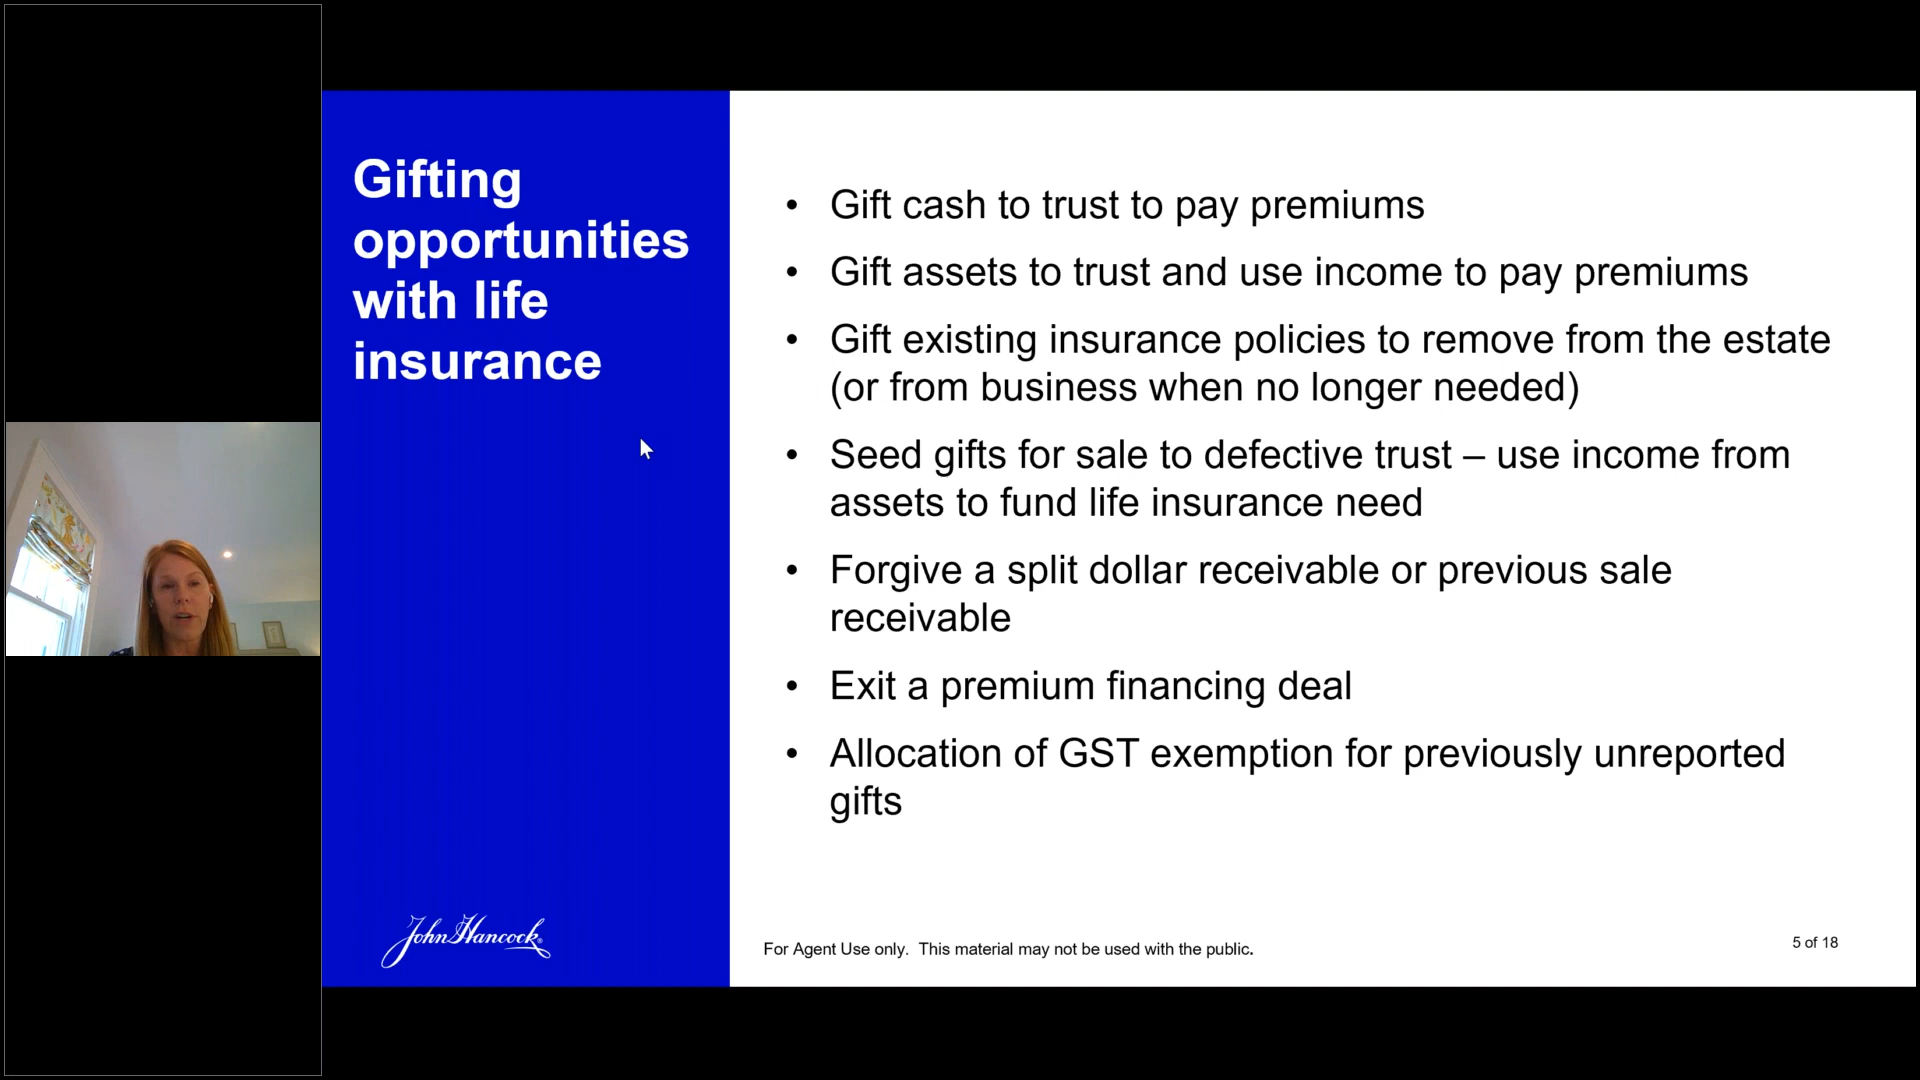 Gifting
opportunities
with life
insurance
• Gift cash to trust to pay premiums
• Gift assets to trust and use income to pay premiums
• Gift existing insurance policies to remove from the estate
(or from business when no longer needed)
• Seed gifts for sale to defective trust – use income from
assets to fund life insurance need
• Forgive a split dollar receivable or previous sale
receivable
• Exit a premium financing deal
• Allocation of GST exemption for previously unreported
gifts
John Hancock®
For Agent Use only. This material may not be used with the public.
5 of 18